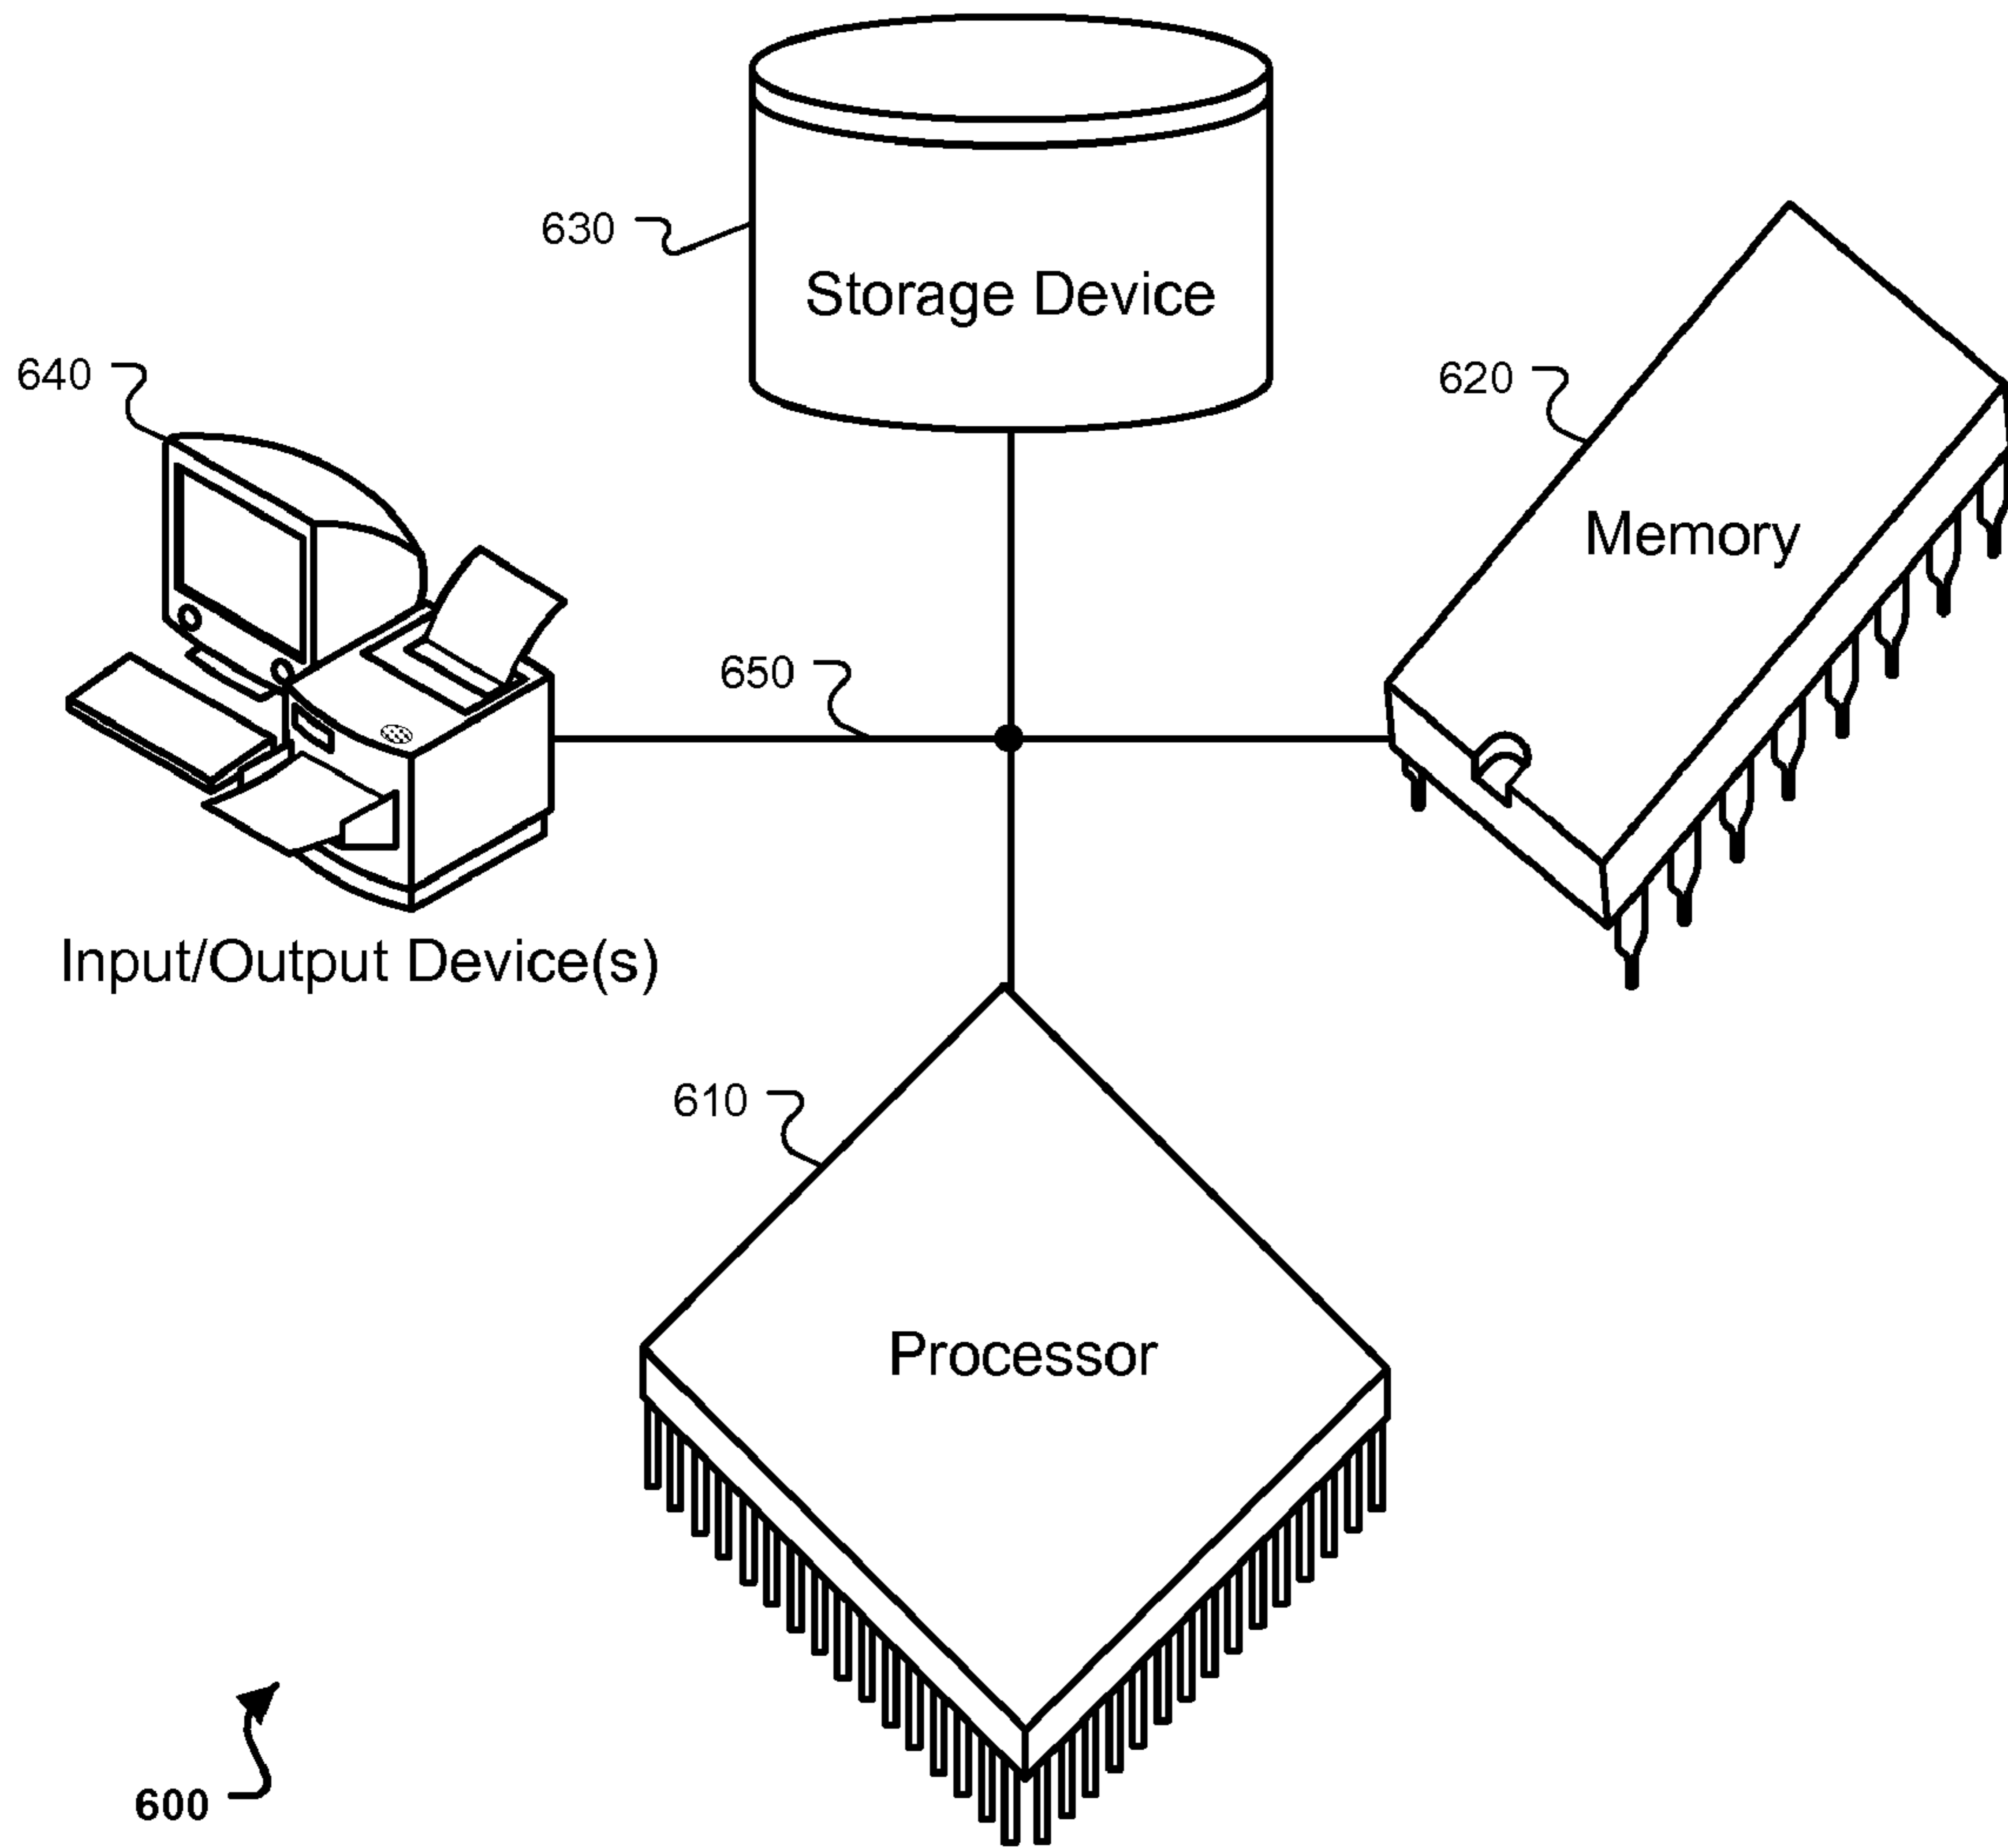 630
Storage Device
640
620
Memory
650
Input/Output Device(s)
610
Processor
600